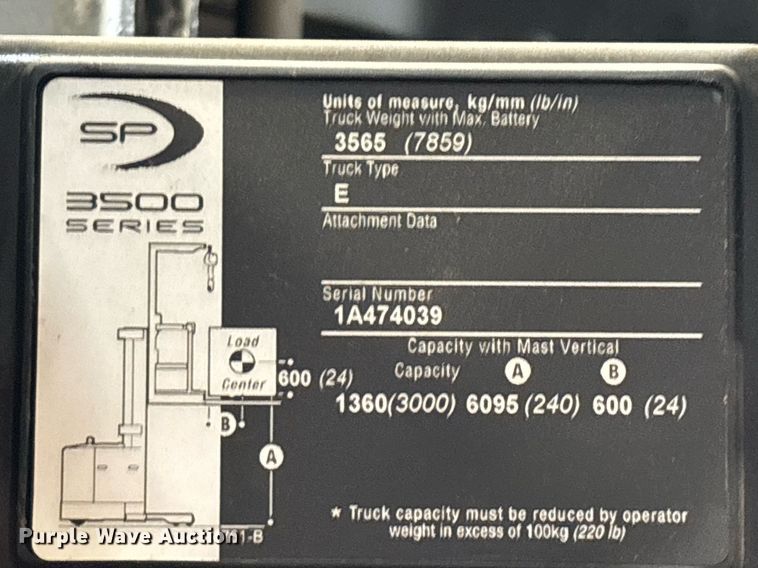 SP
3500
SERIES
Units of measure, kg/mm (lb/in)
Truck Weight with Max. Battery
3565 (7859)
Truck Type
E
Attachment Data
Serial Number
1A474039
Capacity with Mast Vertical
Capacity A B
1360(3000) 6095 (240) 600 (24)
Load
Center
600 (24)
B
A
* Truck capacity must be reduced by operator
weight in excess of 100kg (220 lb)
Purple Wave Auction